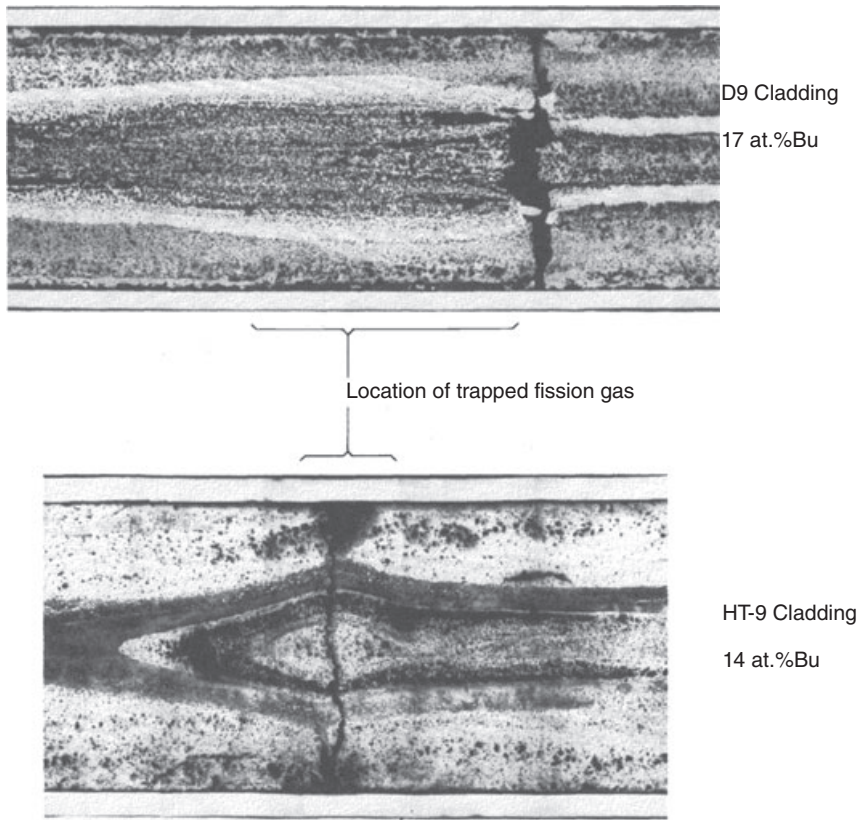 D9 Cladding
17 at.%Bu
Location of trapped fission gas
HT-9 Cladding
14 at.%Bu